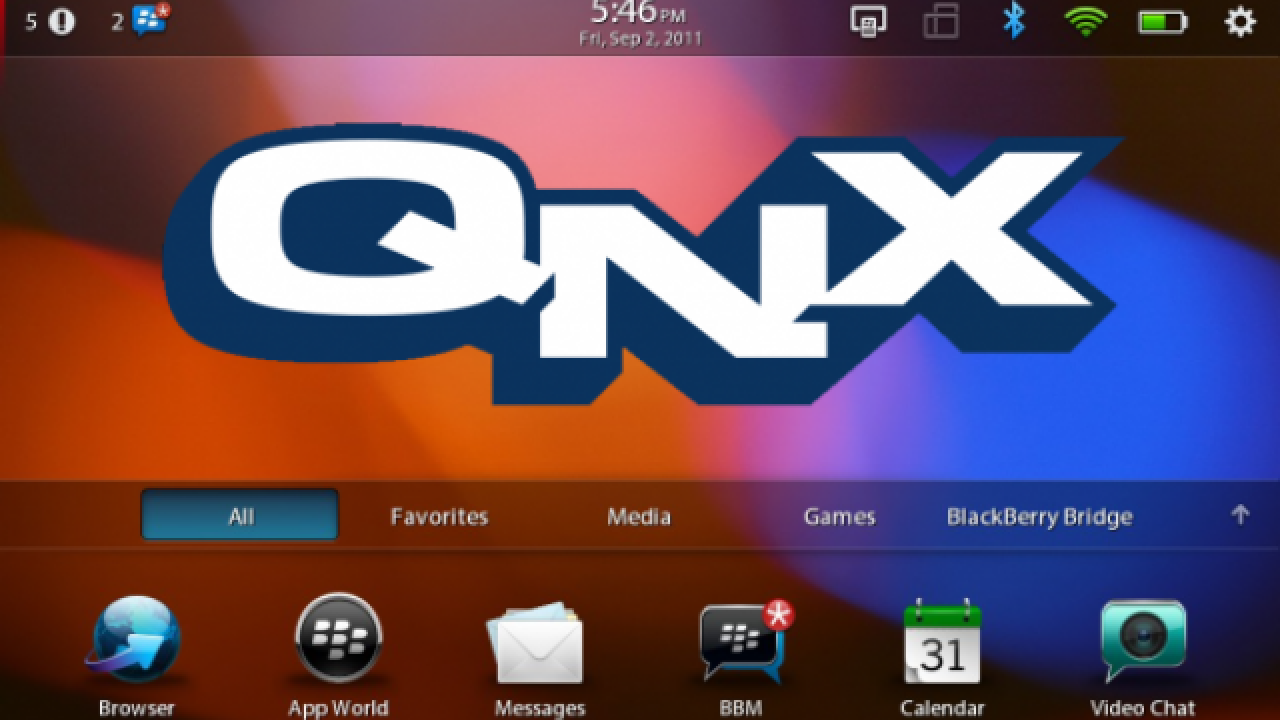 5 2 5:46 PM
Fri, Sep 2, 2011
QNX
All Favorites Media Games BlackBerry Bridge
31
Browser App World Messages BBM Calendar Video Chat